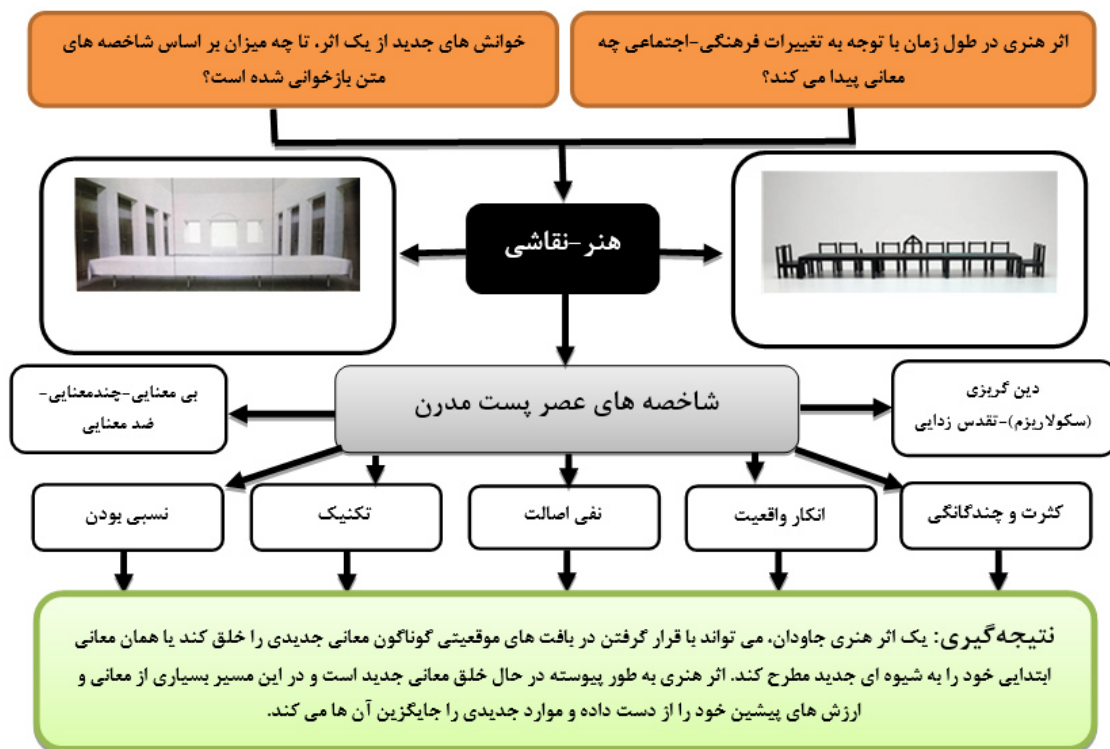 اثر هنری در طول زمان با توجه به تغییرات فرهنگی-اجتماعی چه
معانی پیدا می کند؟
خوانش های جدید از یک اثر، تا چه میزان بر اساس شاخصه های
متن بازخوانی شده است؟
هنر-نقاشی
شاخصه های عصر پست مدرن
دین گریزی
(سکولاریزم)-تقدس زدایی
بی معنایی-چندمعنایی-
ضد معنایی
کثرت و چندگانگی
انکار واقعیت
نفی اصالت
تکنیک
نسبی بودن
نتیجه‌گیری: یک اثر هنری جاودان، می تواند با قرار گرفتن در بافت های موقعیتی گوناگون معانی جدیدی را خلق کند یا همان معانی
ابتدایی خود را به شیوه ای جدید مطرح کند. اثر هنری به طور پیوسته در حال خلق معانی جدید است و در این مسیر بسیاری از معانی و
ارزش های پیشین خود را از دست داده و موارد جدیدی را جایگزین آن ها می کند.